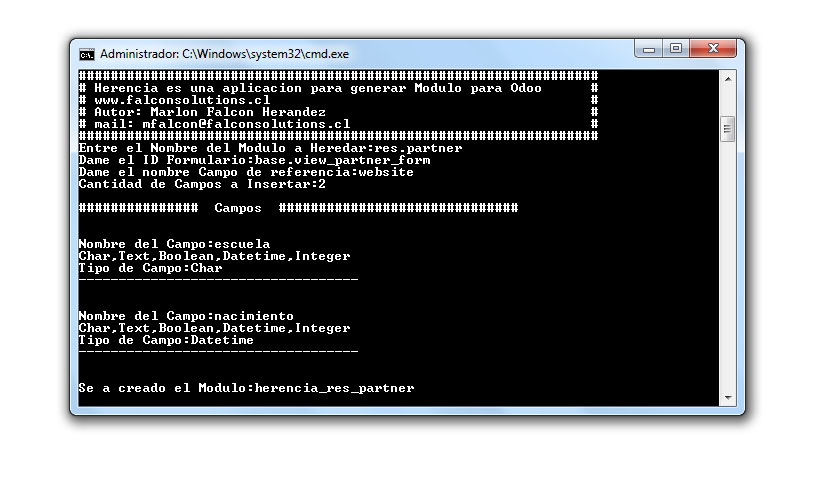 Administrador: C:\Windows\system32\cmd.exe
#################################################################
# Herencia es una aplicacion para generar Modulo para Odoo      #
# www.falconsolutions.cl                                        #
# Autor: Marlon Falcon Herandez                                 #
# mail: mfalcon@falconsolutions.cl                              #
#################################################################
Entre el Nombre del Modulo a Heredar:res.partner
Dame el ID Formulario:base.view_partner_form
Dame el nombre Campo de referencia:website
Cantidad de Campos a Insertar:2
###############  Campos  ##############################
Nombre del Campo:escuela
Char,Text,Boolean,Datetime,Integer
Tipo de Campo:Char
-----------------------------------
Nombre del Campo:nacimiento
Char,Text,Boolean,Datetime,Integer
Tipo de Campo:Datetime
-----------------------------------
Se a creado el Modulo:herencia_res_partner